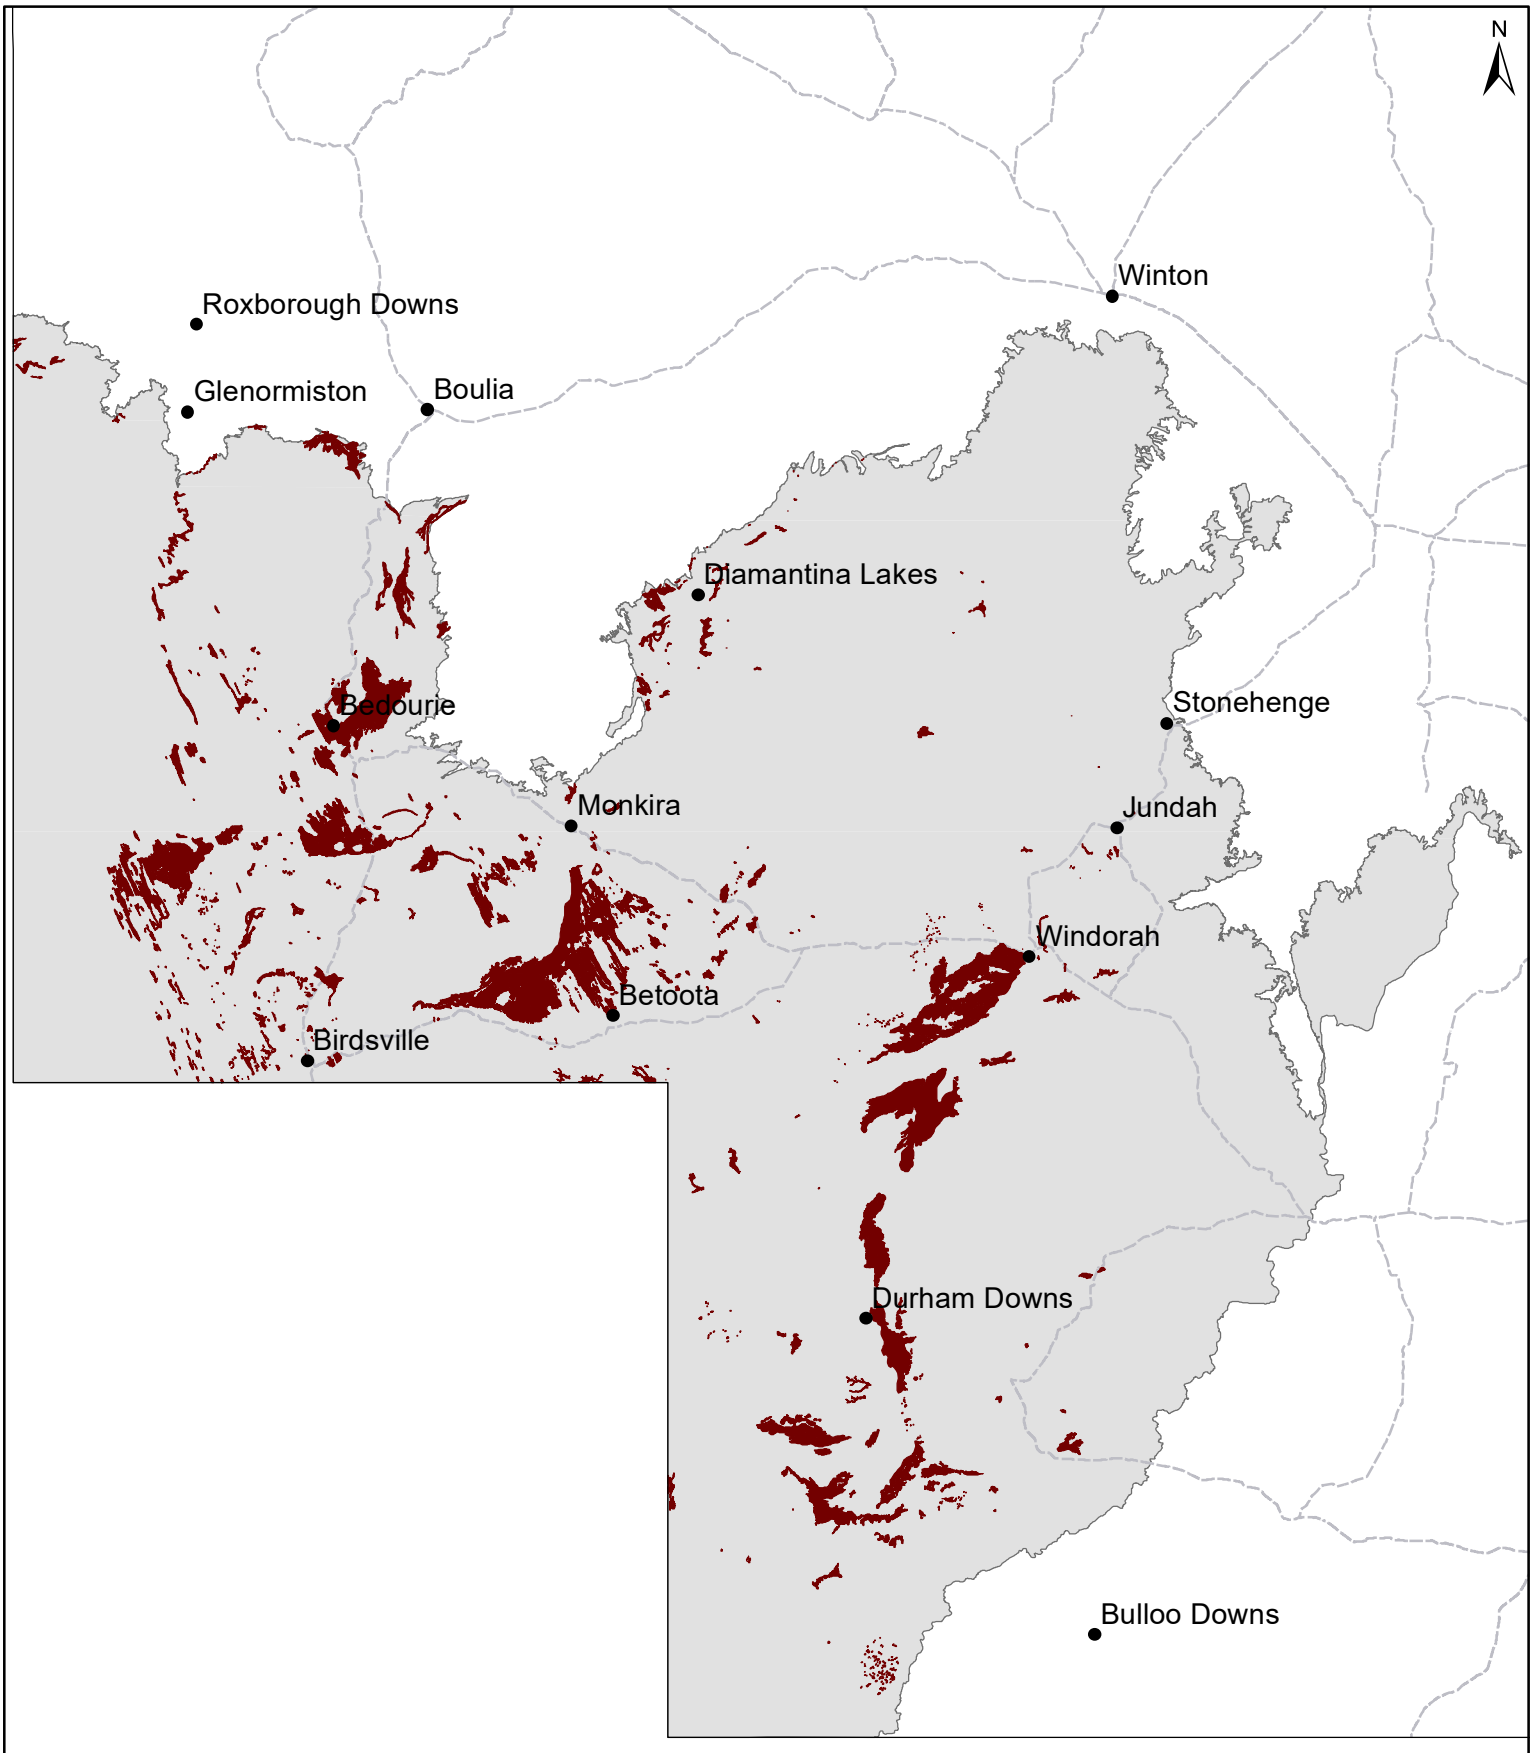 N
Winton
Roxborough Downs
Glenormiston
Boulia
Diamantina Lakes
Bedourie
Stonehenge
Monkira
Jundah
Windorah
Betoota
Birdsville
Durham Downs
Bulloo Downs